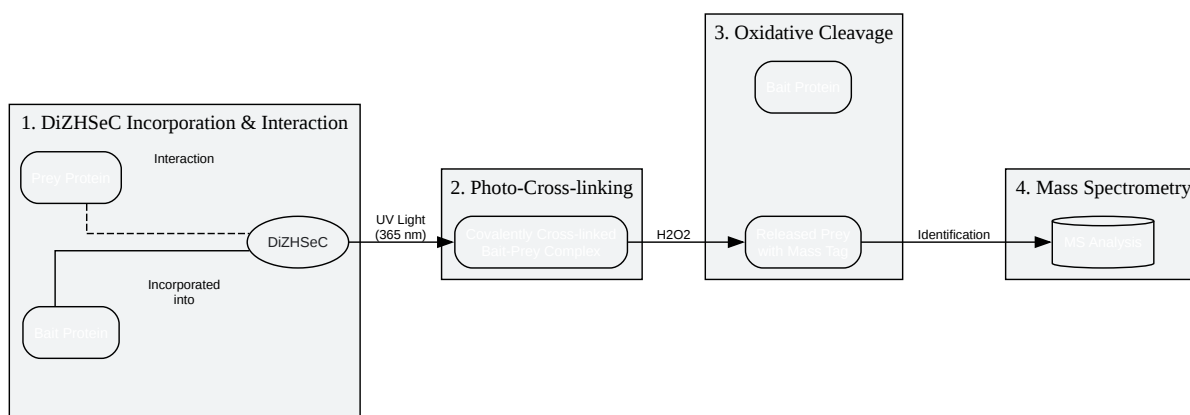 1. DiZHSeC Incorporation & Interaction
Prey Protein
Interaction
DiZHSeC
Incorporated
into
Bait Protein
UV Light
(365 nm)
2. Photo-Cross-linking
Covalently Cross-linked
Bait-Prey Complex
H2O2
3. Oxidative Cleavage
Bait Protein
Released Prey
with Mass Tag
Identification
4. Mass Spectrometry
MS Analysis